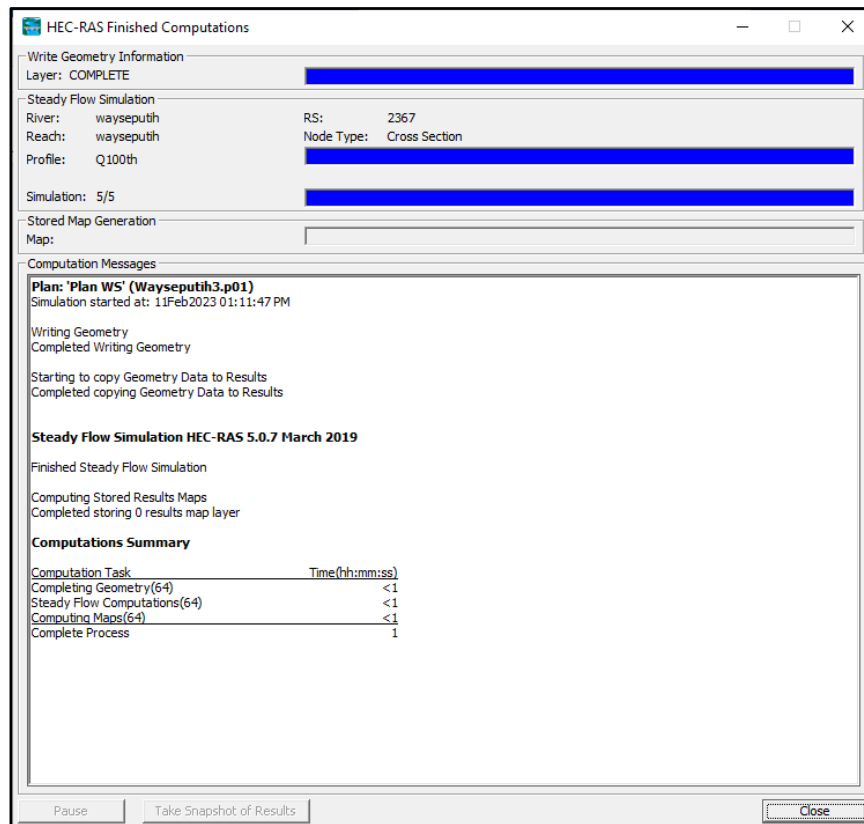 HEC-RAS Finished Computations
Write Geometry Information
Layer: COMPLETE
Steady Flow Simulation
River: wayseputih RS: 2367
Reach: wayseputih Node Type: Cross Section
Profile: Q100th
Simulation: 5/5
Stored Map Generation
Map:
Computation Messages
Plan: 'Plan WS' (Wayseputih3.p01)
Simulation started at: 11Feb2023 01:11:47 PM
Writing Geometry
Completed Writing Geometry
Starting to copy Geometry Data to Results
Completed copying Geometry Data to Results
Steady Flow Simulation HEC-RAS 5.0.7 March 2019
Finished Steady Flow Simulation
Computing Stored Results Maps
Completed storing 0 results map layer
Computations Summary
Computation Task Time(hh:mm:ss)
Completing Geometry(64) <1
Steady Flow Computations(64) <1
Computing Maps(64) <1
Complete Process 1
Pause Take Snapshot of Results Close